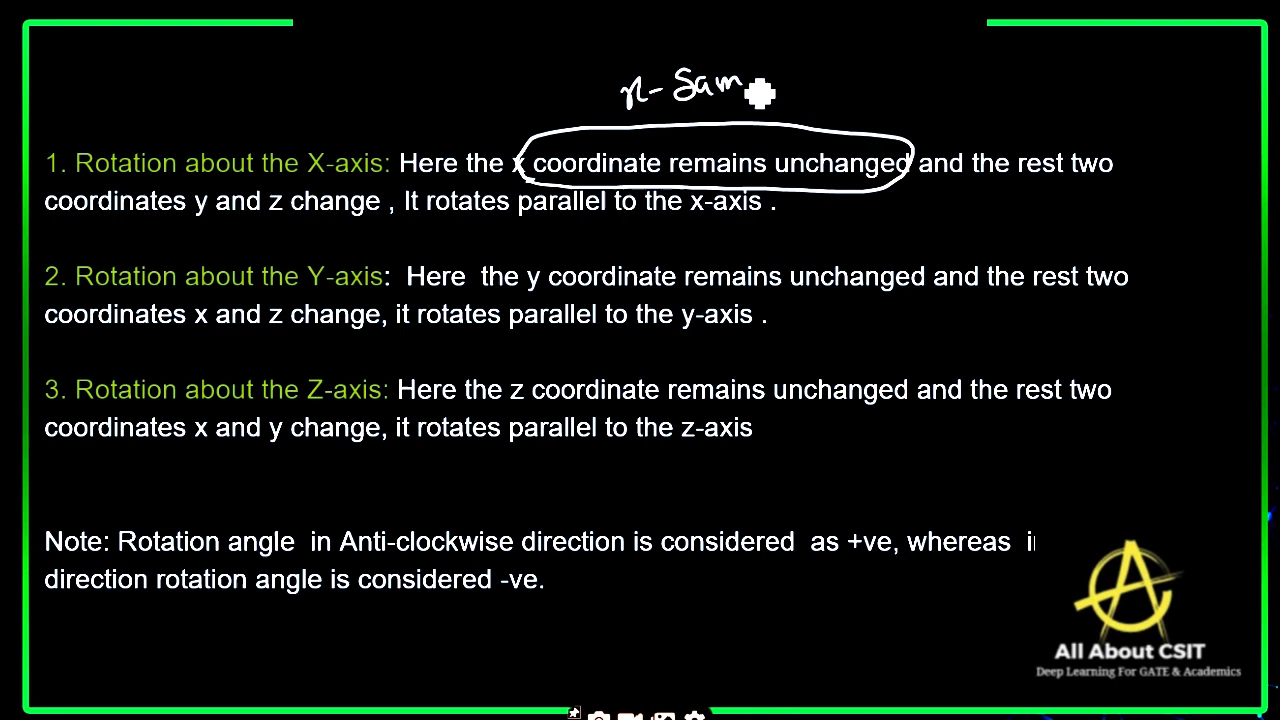 x- Sam
1. Rotation about the X-axis: Here the x coordinate remains unchanged and the rest two
coordinates y and z change , It rotates parallel to the x-axis .
2. Rotation about the Y-axis:  Here  the y coordinate remains unchanged and the rest two
coordinates x and z change, it rotates parallel to the y-axis .
3. Rotation about the Z-axis: Here the z coordinate remains unchanged and the rest two
coordinates x and y change, it rotates parallel to the z-axis
Note: Rotation angle  in Anti-clockwise direction is considered  as +ve, whereas
direction rotation angle is considered -ve.
All About CSIT
Deep Learning For GATE & Academics